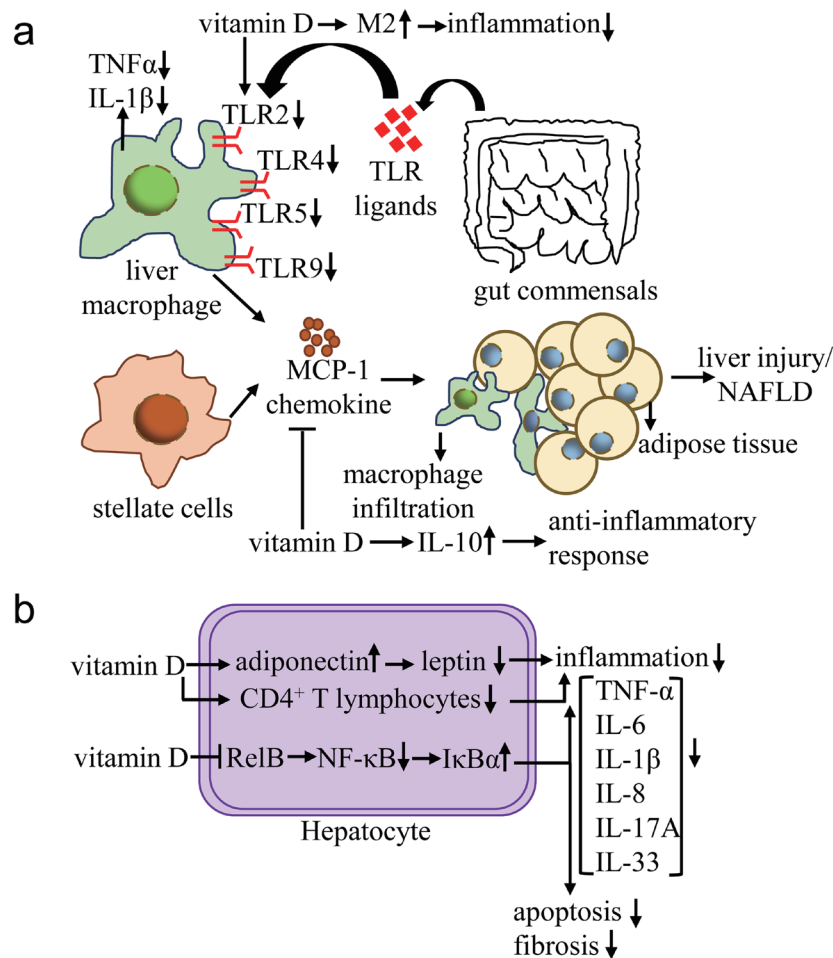 a
vitamin D → M2↑ → inflammation↓
TNFα↓
IL-1β↓
TLR2↓
TLR4↓
TLR5↓
TLR9↓
TLR
ligands
gut commensals
liver
macrophage
MCP-1
chemokine
liver injury/
NAFLD
adipose tissue
stellate cells
macrophage
infiltration
vitamin D → IL-10↑ → anti-inflammatory
response
b
vitamin D → adiponectin↑ → leptin↓ → inflammation↓
CD4⁺ T lymphocytes↓
vitamin D ⊣ RelB → NF-κB↓ → IκBα↑
TNF-α
IL-6
IL-1β ↓
IL-8
IL-17A
IL-33
Hepatocyte
apoptosis↓
fibrosis↓